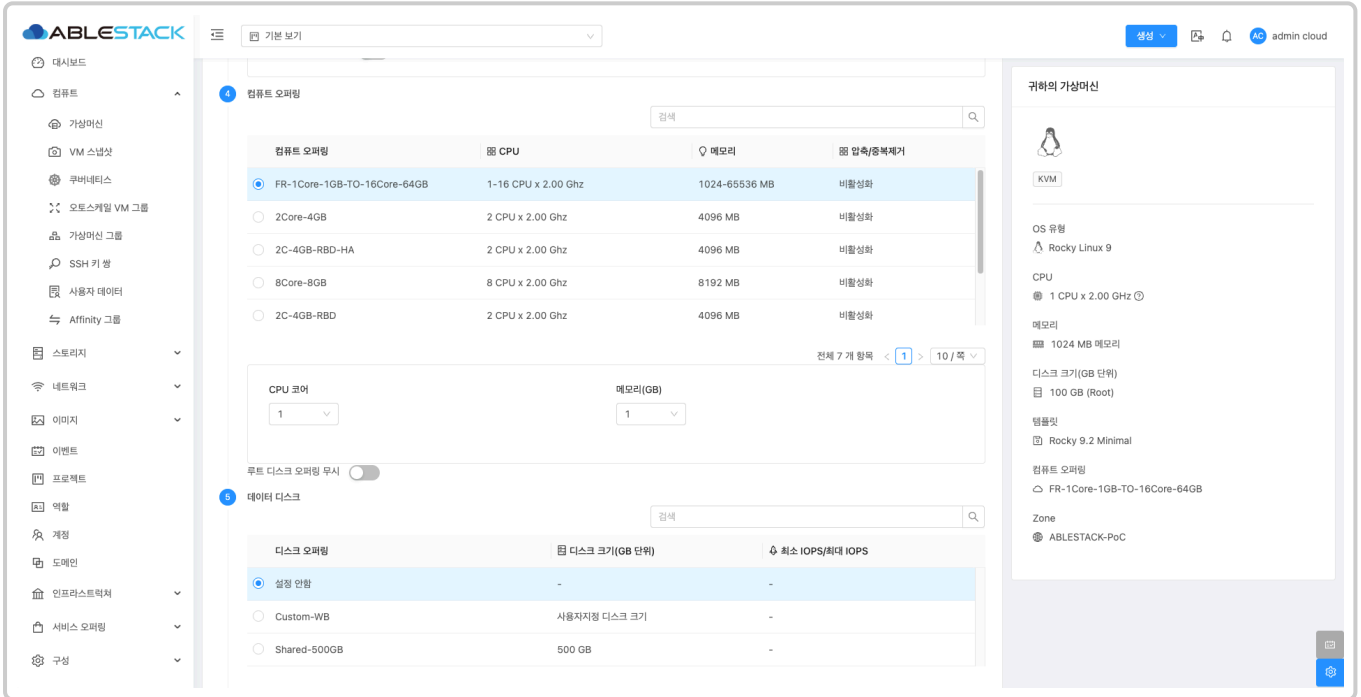 ABLESTACK
기본 보기
생성
AC admin cloud
대시보드
컴퓨트
가상머신
VM 스냅샷
쿠버네티스
오토스케일 VM 그룹
가상머신 그룹
SSH 키 쌍
사용자 데이터
Affinity 그룹
스토리지
네트워크
이미지
이벤트
프로젝트
역할
계정
도메인
인프라스트럭쳐
서비스 오퍼링
구성
4 컴퓨트 오퍼링
검색
컴퓨트 오퍼링 CPU 메모리 압축/중복제거
FR-1Core-1GB-TO-16Core-64GB 1-16 CPU x 2.00 Ghz 1024-65536 MB 비활성화
2Core-4GB 2 CPU x 2.00 Ghz 4096 MB 비활성화
2C-4GB-RBD-HA 2 CPU x 2.00 Ghz 4096 MB 비활성화
8Core-8GB 8 CPU x 2.00 Ghz 8192 MB 비활성화
2C-4GB-RBD 2 CPU x 2.00 Ghz 4096 MB 비활성화
전체 7 개 항목 < 1 > 10 / 쪽
CPU 코어 메모리(GB)
1 1
루트 디스크 오퍼링 무시
5 데이터 디스크
검색
디스크 오퍼링 디스크 크기(GB 단위) 최소 IOPS/최대 IOPS
설정 안함 - -
Custom-WB 사용자지정 디스크 크기 -
Shared-500GB 500 GB -
귀하의 가상머신
KVM
OS 유형
Rocky Linux 9
CPU
1 CPU x 2.00 GHz
메모리
1024 MB 메모리
디스크 크기(GB 단위)
100 GB (Root)
템플릿
Rocky 9.2 Minimal
컴퓨트 오퍼링
FR-1Core-1GB-TO-16Core-64GB
Zone
ABLESTACK-PoC